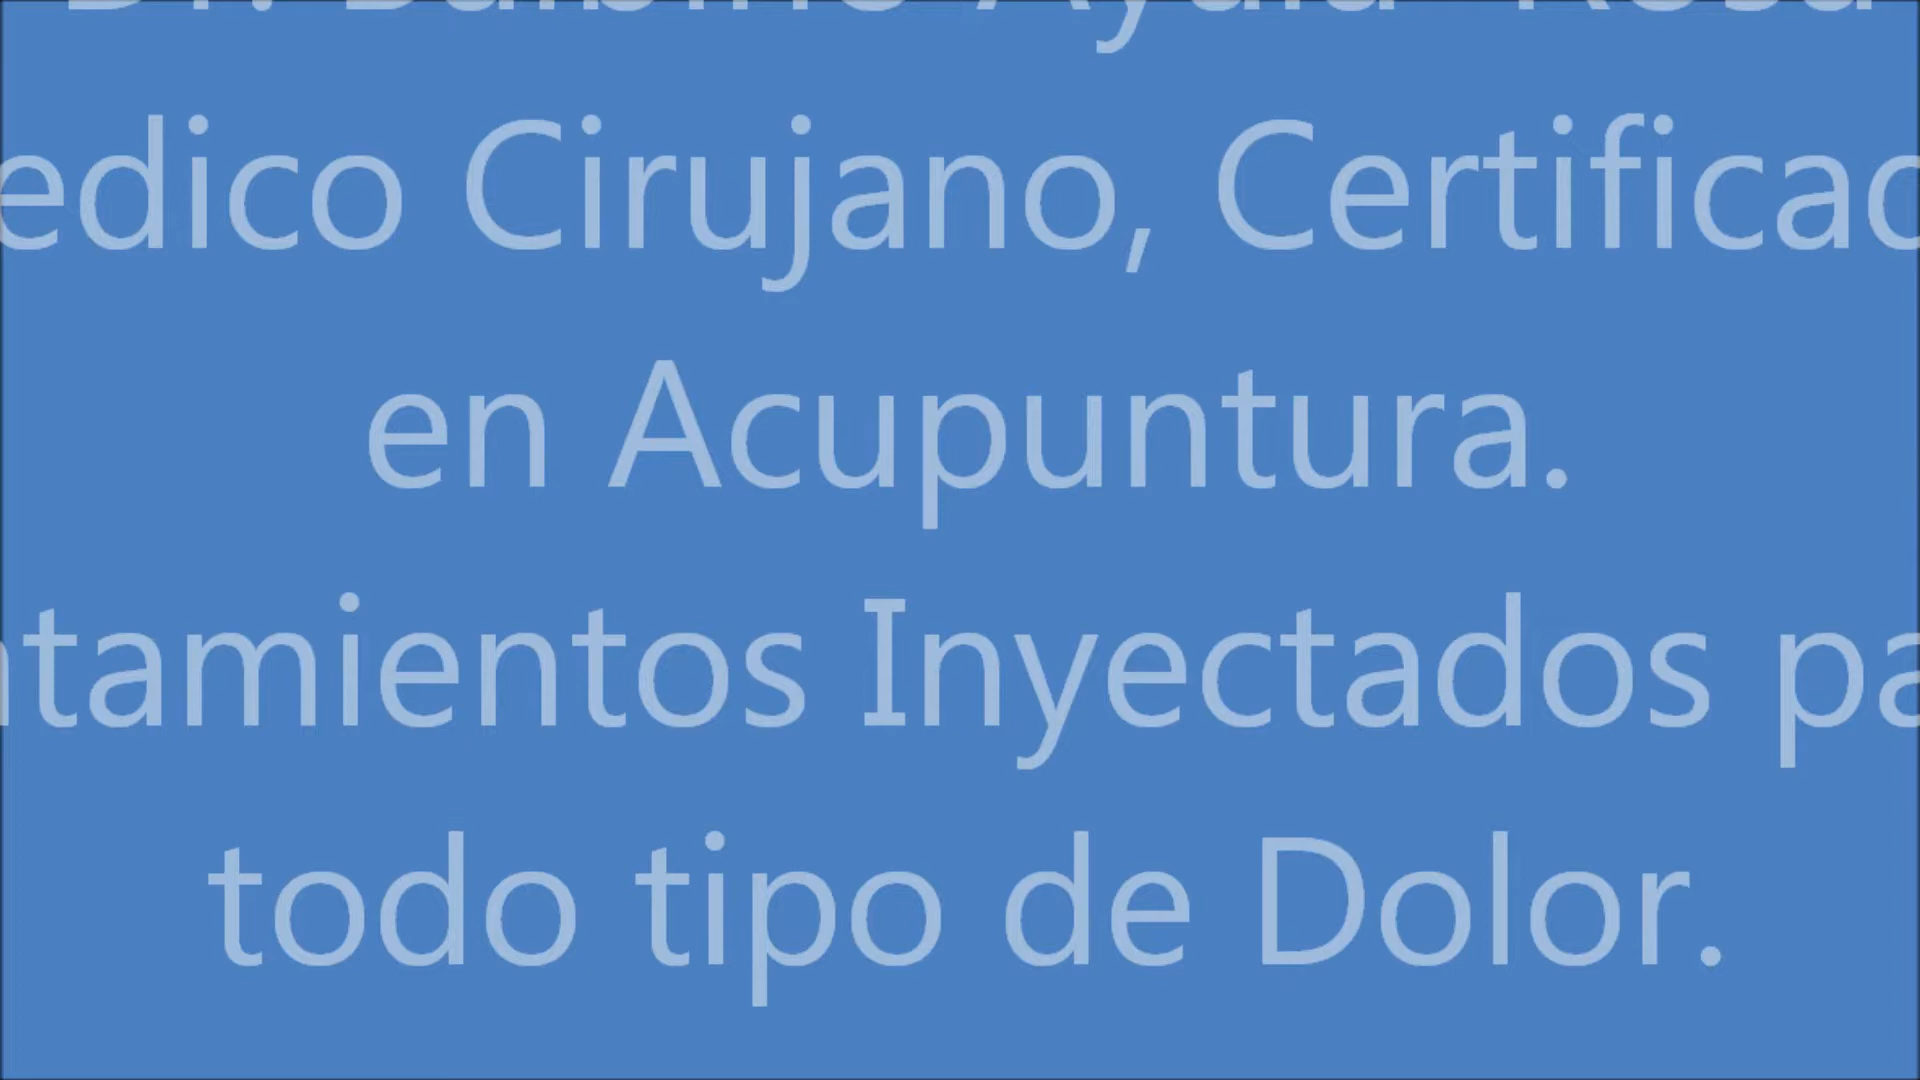 edico Cirujano, Certificad
en Acupuntura.
tamientos Inyectados pa
todo tipo de Dolor.